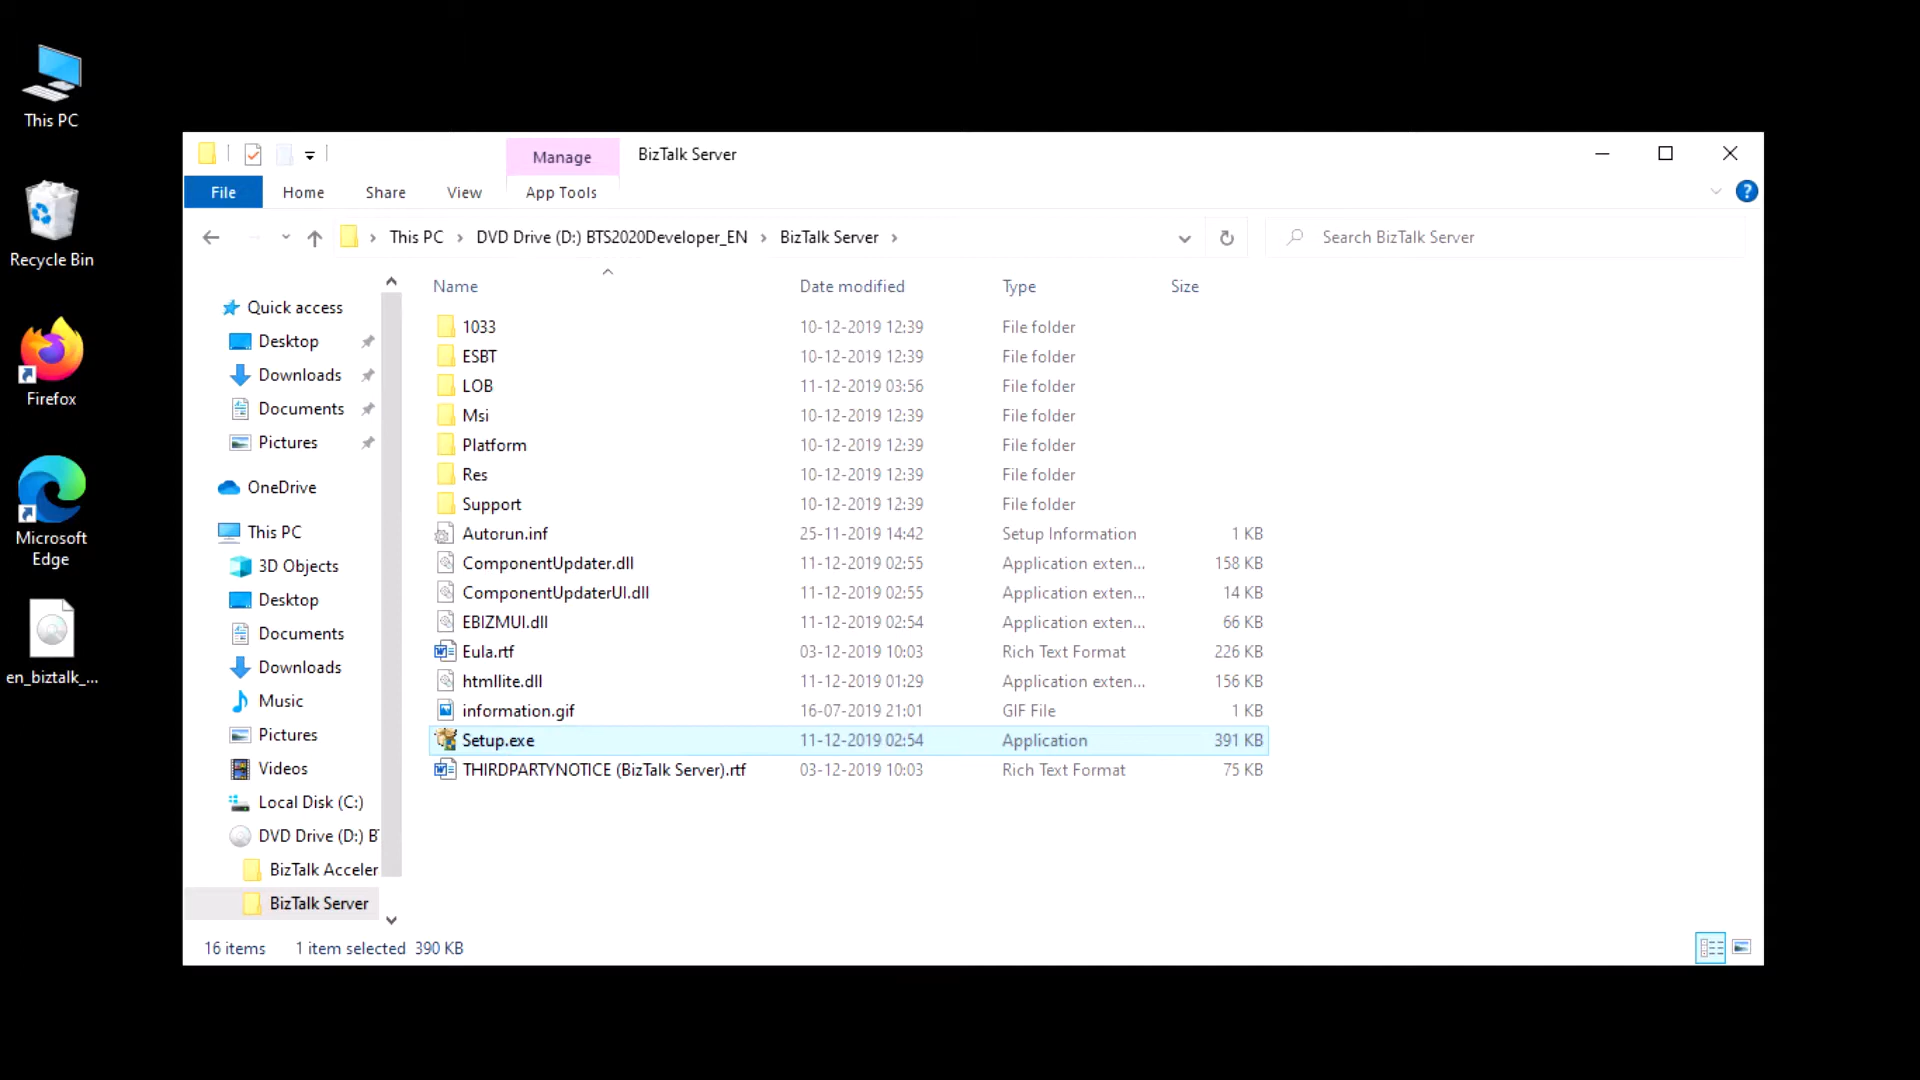 This PC
Recycle Bin
Firefox
Microsoft
Edge
en_biztalk_...
Manage
BizTalk Server
File
Home
Share
View
App Tools
This PC
DVD Drive (D:) BTS2020Developer_EN
BizTalk Server
Search BizTalk Server
Quick access
Desktop
Downloads
Documents
Pictures
OneDrive
This PC
3D Objects
Desktop
Documents
Downloads
Music
Pictures
Videos
Local Disk (C:)
DVD Drive (D:) BT
BizTalk Acceler
BizTalk Server
Name Date modified Type Size
1033 10-12-2019 12:39 File folder
ESBT 10-12-2019 12:39 File folder
LOB 11-12-2019 03:56 File folder
Msi 10-12-2019 12:39 File folder
Platform 10-12-2019 12:39 File folder
Res 10-12-2019 12:39 File folder
Support 10-12-2019 12:39 File folder
Autorun.inf 25-11-2019 14:42 Setup Information 1 KB
ComponentUpdater.dll 11-12-2019 02:55 Application exten... 158 KB
ComponentUpdaterUI.dll 11-12-2019 02:55 Application exten... 14 KB
EBIZMUI.dll 11-12-2019 02:54 Application exten... 66 KB
Eula.rtf 03-12-2019 10:03 Rich Text Format 226 KB
htmllite.dll 11-12-2019 01:29 Application exten... 156 KB
information.gif 16-07-2019 21:01 GIF File 1 KB
Setup.exe 11-12-2019 02:54 Application 391 KB
THIRDPARTYNOTICE (BizTalk Server).rtf 03-12-2019 10:03 Rich Text Format 75 KB
16 items 1 item selected 390 KB